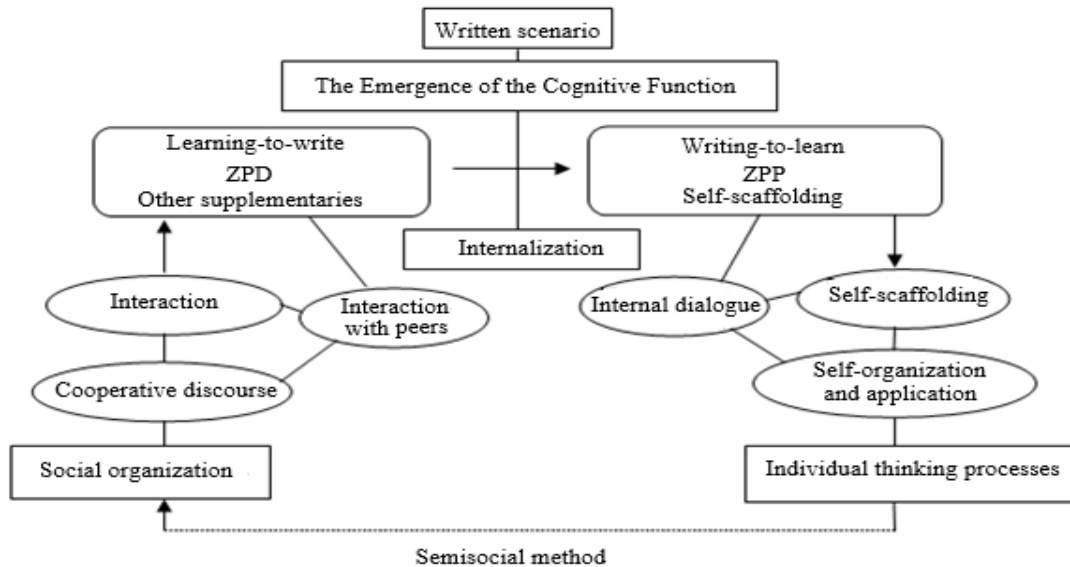 Written scenario
The Emergence of the Cognitive Function
Learning-to-write
ZPD
Other supplementaries
Writing-to-learn
ZPP
Self-scaffolding
Internalization
Interaction
Interaction
with peers
Internal dialogue
Self-scaffolding
Cooperative discourse
Self-organization
and application
Social organization
Individual thinking processes
Semisocial method